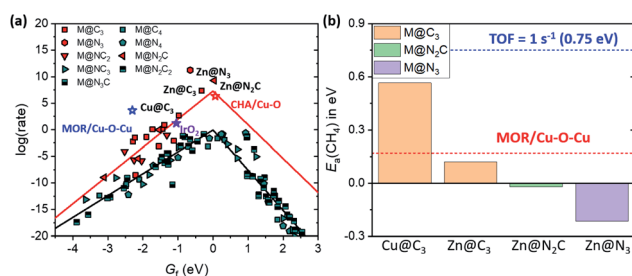 (a)
log(rate)
20
15
10
5
0
-5
-10
-15
-20
M@C3
M@N3
M@NC2
M@NC3
M@N3C
M@C4
M@N4
M@N2C
M@N2C2
Zn@N3
Zn@C3
Zn@N2C
Cu@C3
CHA/Cu-O
MOR/Cu-O-Cu
IrO2
-4 -3 -2 -1 0 1 2 3
Gf (eV)
(b)
Ea(CH4) in eV
0.9
0.6
0.3
0.0
-0.3
M@C3
M@N2C
M@N3
TOF = 1 s-1 (0.75 eV)
MOR/Cu-O-Cu
Cu@C3 Zn@C3 Zn@N2C Zn@N3